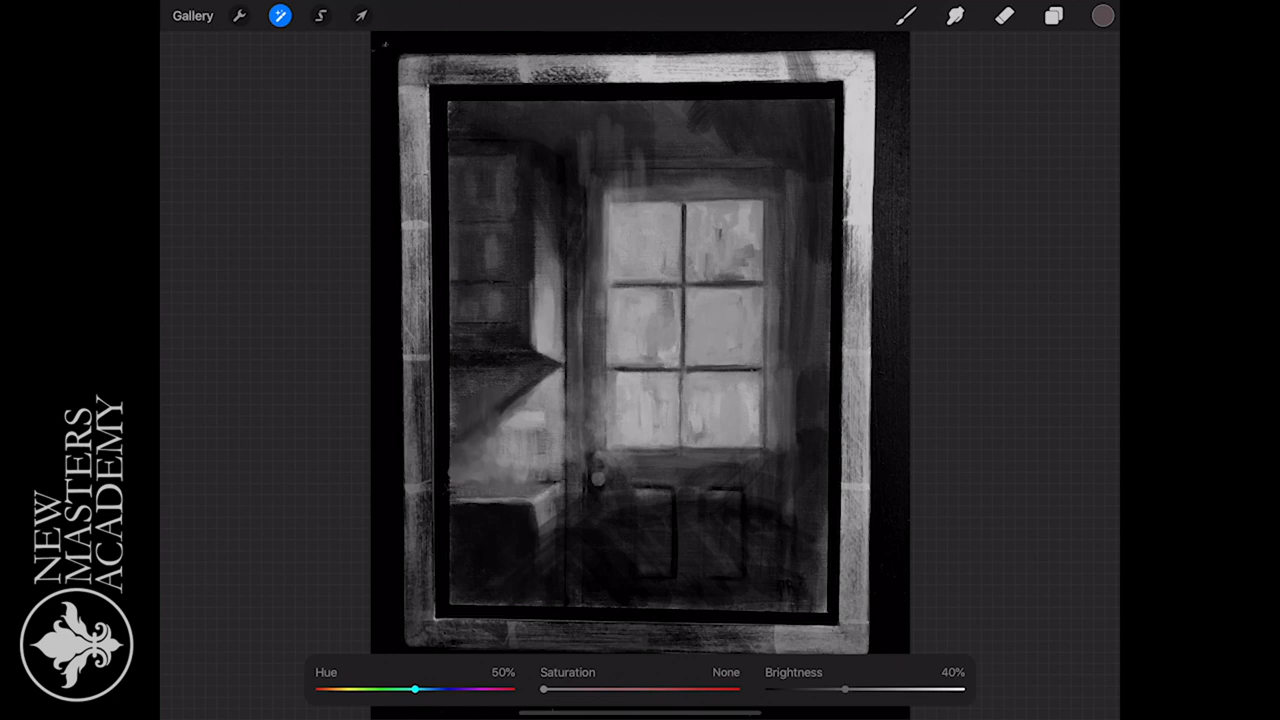 Gallery
NEW
MASTERS
ACADEMY
Hue 50% Saturation None Brightness 40%